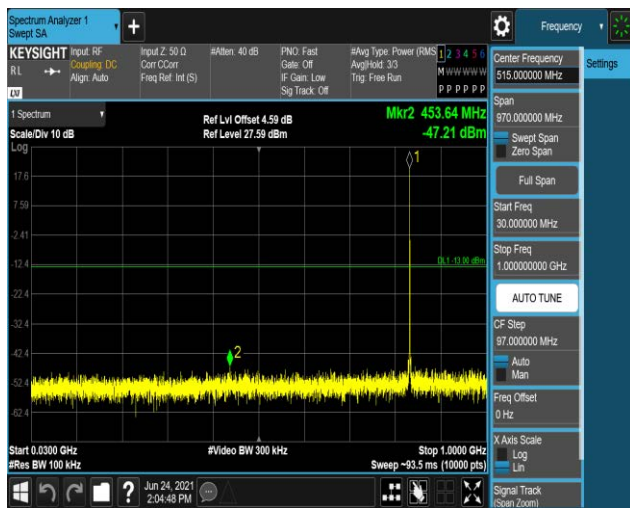 Spectrum Analyzer 1
Swept SA
+
Frequency
KEYSIGHT
RL
LXI
Input: RF
Coupling: DC
Align: Auto
Input Z: 50 Ω
Corr CCorr
Freq Ref: Int (S)
#Atten: 40 dB
PNO: Fast
Gate: Off
IF Gain: Low
Sig Track: Off
#Avg Type: Power (RMS
Avg|Hold: 3/3
Trig: Free Run
1 2 3 4 5 6
M W W W W W
P P P P P P
Center Frequency
515.000000 MHz
Settings
Span
970.000000 MHz
Swept Span
Zero Span
Full Span
Start Freq
30.000000 MHz
Stop Freq
1.000000000 GHz
AUTO TUNE
CF Step
97.000000 MHz
Auto
Man
Freq Offset
0 Hz
X Axis Scale
Log
Lin
Signal Track
(Span Zoom)
1 Spectrum
Scale/Div 10 dB
Ref Lvl Offset 4.59 dB
Ref Level 27.59 dBm
Mkr2 453.64 MHz
-47.21 dBm
Log
1
17.6
7.59
-2.41
-12.4
DL1 -13.00 dBm
-22.4
-32.4
-42.4
2
-52.4
-62.4
Start 0.0300 GHz
#Video BW 300 kHz
Stop 1.0000 GHz
#Res BW 100 kHz
Sweep ~93.5 ms (10000 pts)
?
Jun 24, 2021
2:04:48 PM